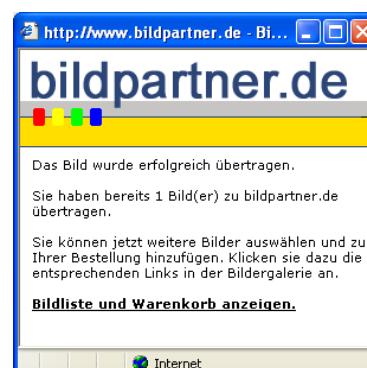 http://www.bildpartner.de - Bi...
bildpartner.de
Das Bild wurde erfolgreich übertragen.
Sie haben bereits 1 Bild(er) zu bildpartner.de
übertragen.
Sie können jetzt weitere Bilder auswählen und zu
Ihrer Bestellung hinzufügen. Klicken sie dazu die
entsprechenden Links in der Bildergalerie an.
Bildliste und Warenkorb anzeigen.
Internet